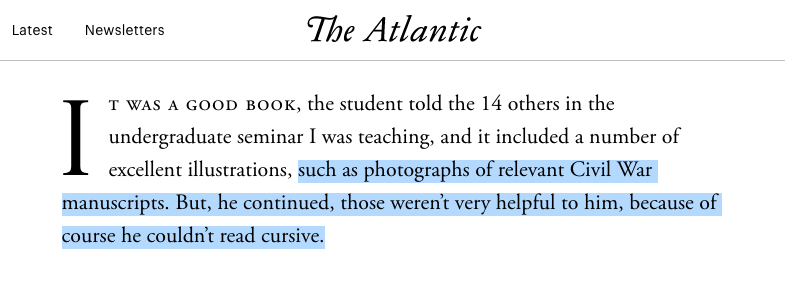 Latest Newsletters The Atlantic
IT WAS A GOOD BOOK, the student told the 14 others in the
undergraduate seminar I was teaching, and it included a number of
excellent illustrations, such as photographs of relevant Civil War
manuscripts. But, he continued, those weren’t very helpful to him, because of
course he couldn’t read cursive.